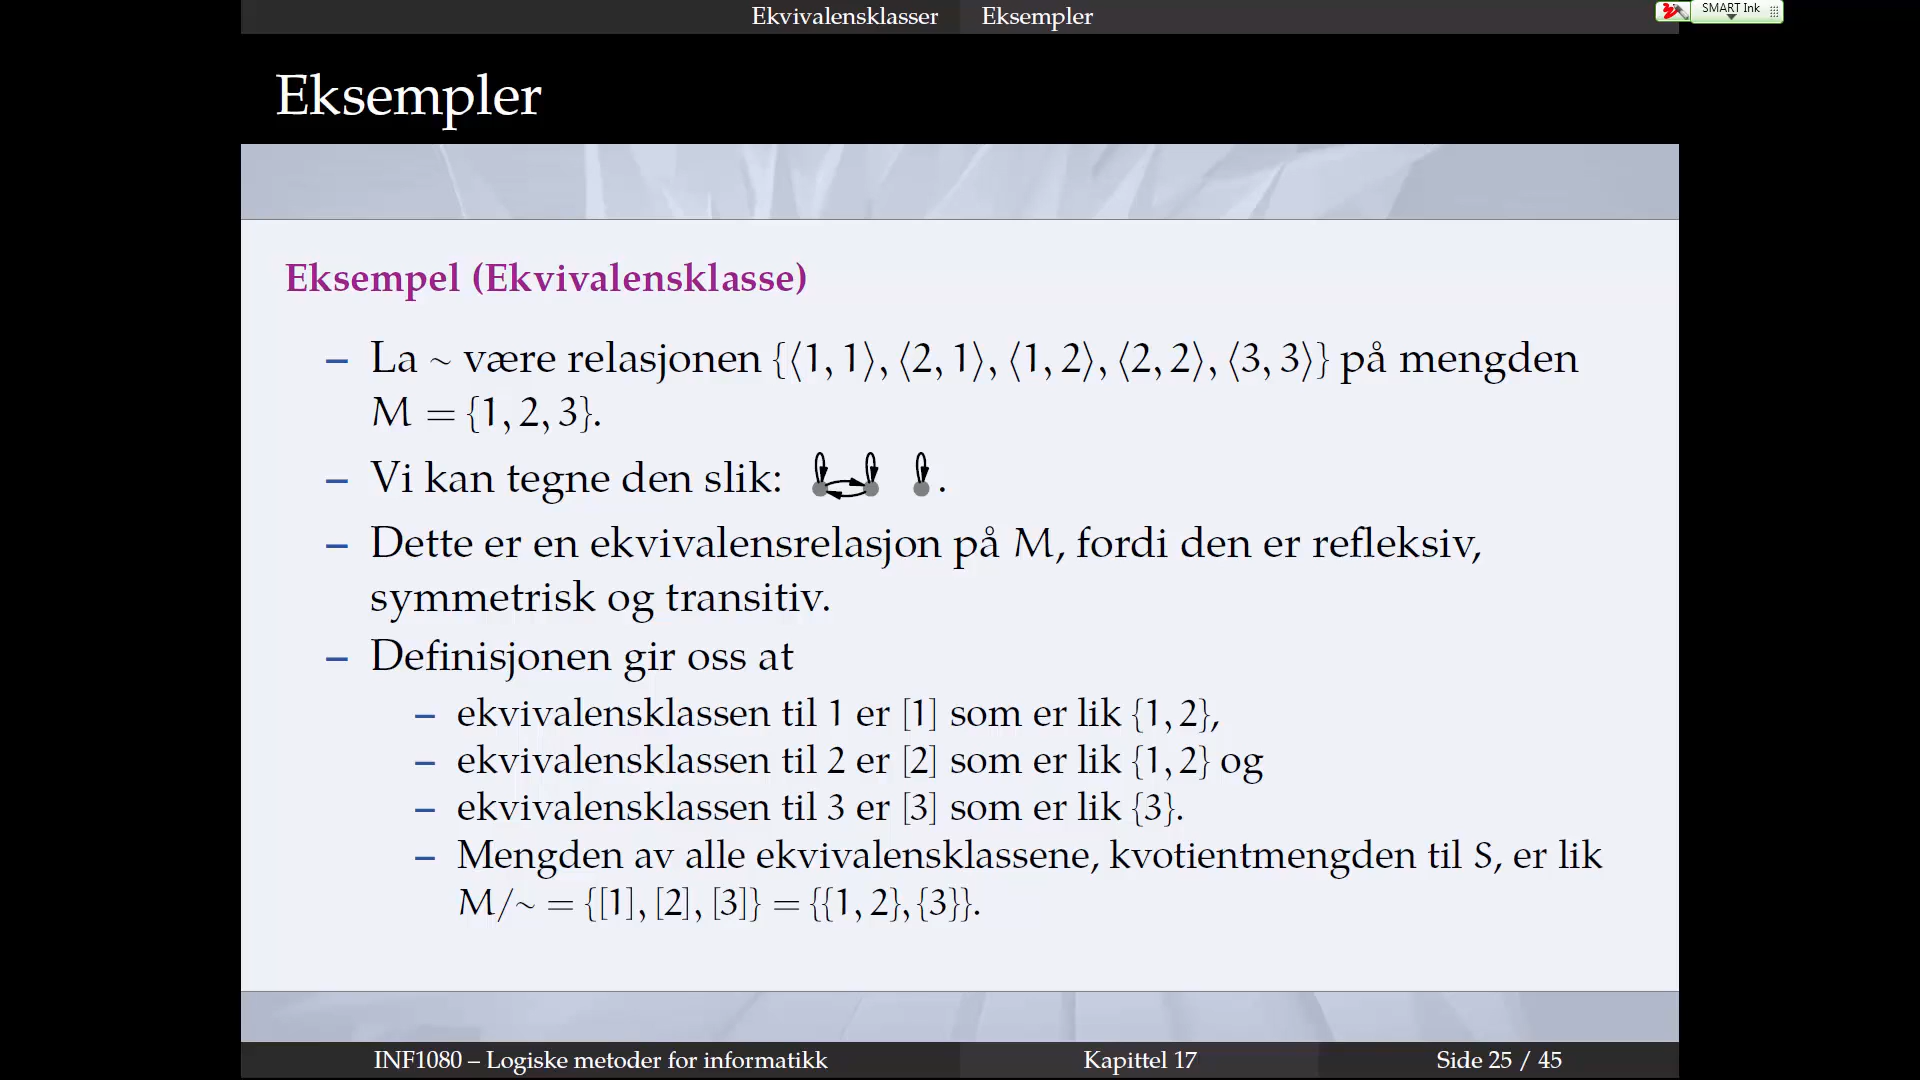 Ekvivalensklasser Eksempler
SMART Ink
Eksempler
Eksempel (Ekvivalensklasse)
– La ~ være relasjonen {⟨1, 1⟩, ⟨2, 1⟩, ⟨1, 2⟩, ⟨2, 2⟩, ⟨3, 3⟩} på mengden
M = {1, 2, 3}.
– Vi kan tegne den slik: .
– Dette er en ekvivalensrelasjon på M, fordi den er refleksiv,
symmetrisk og transitiv.
– Definisjonen gir oss at
– ekvivalensklassen til 1 er [1] som er lik {1, 2},
– ekvivalensklassen til 2 er [2] som er lik {1, 2} og
– ekvivalensklassen til 3 er [3] som er lik {3}.
– Mengden av alle ekvivalensklassene, kvotientmengden til S, er lik
M/~ = {[1], [2], [3]} = {{1, 2}, {3}}.
INF1080 – Logiske metoder for informatikk Kapittel 17 Side 25 / 45